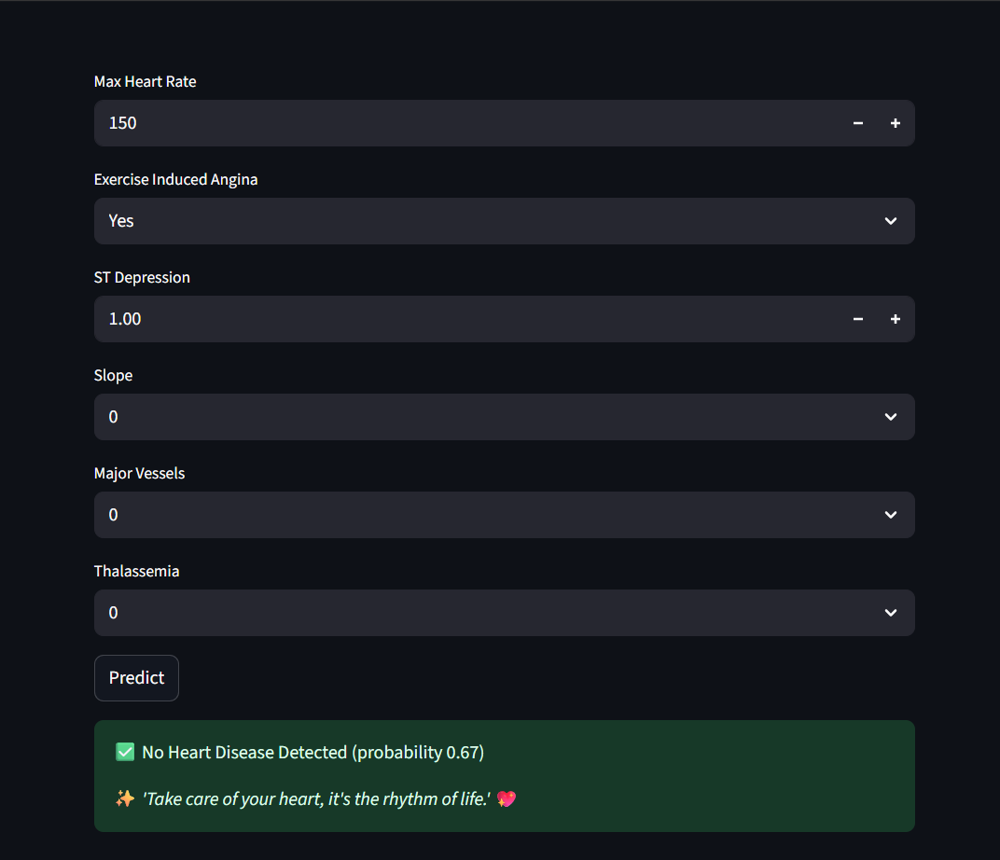 Max Heart Rate
150
Exercise Induced Angina
Yes
ST Depression
1.00
Slope
0
Major Vessels
0
Thalassemia
0
Predict
✅ No Heart Disease Detected (probability 0.67)
✨ 'Take care of your heart, it's the rhythm of life.' 💖